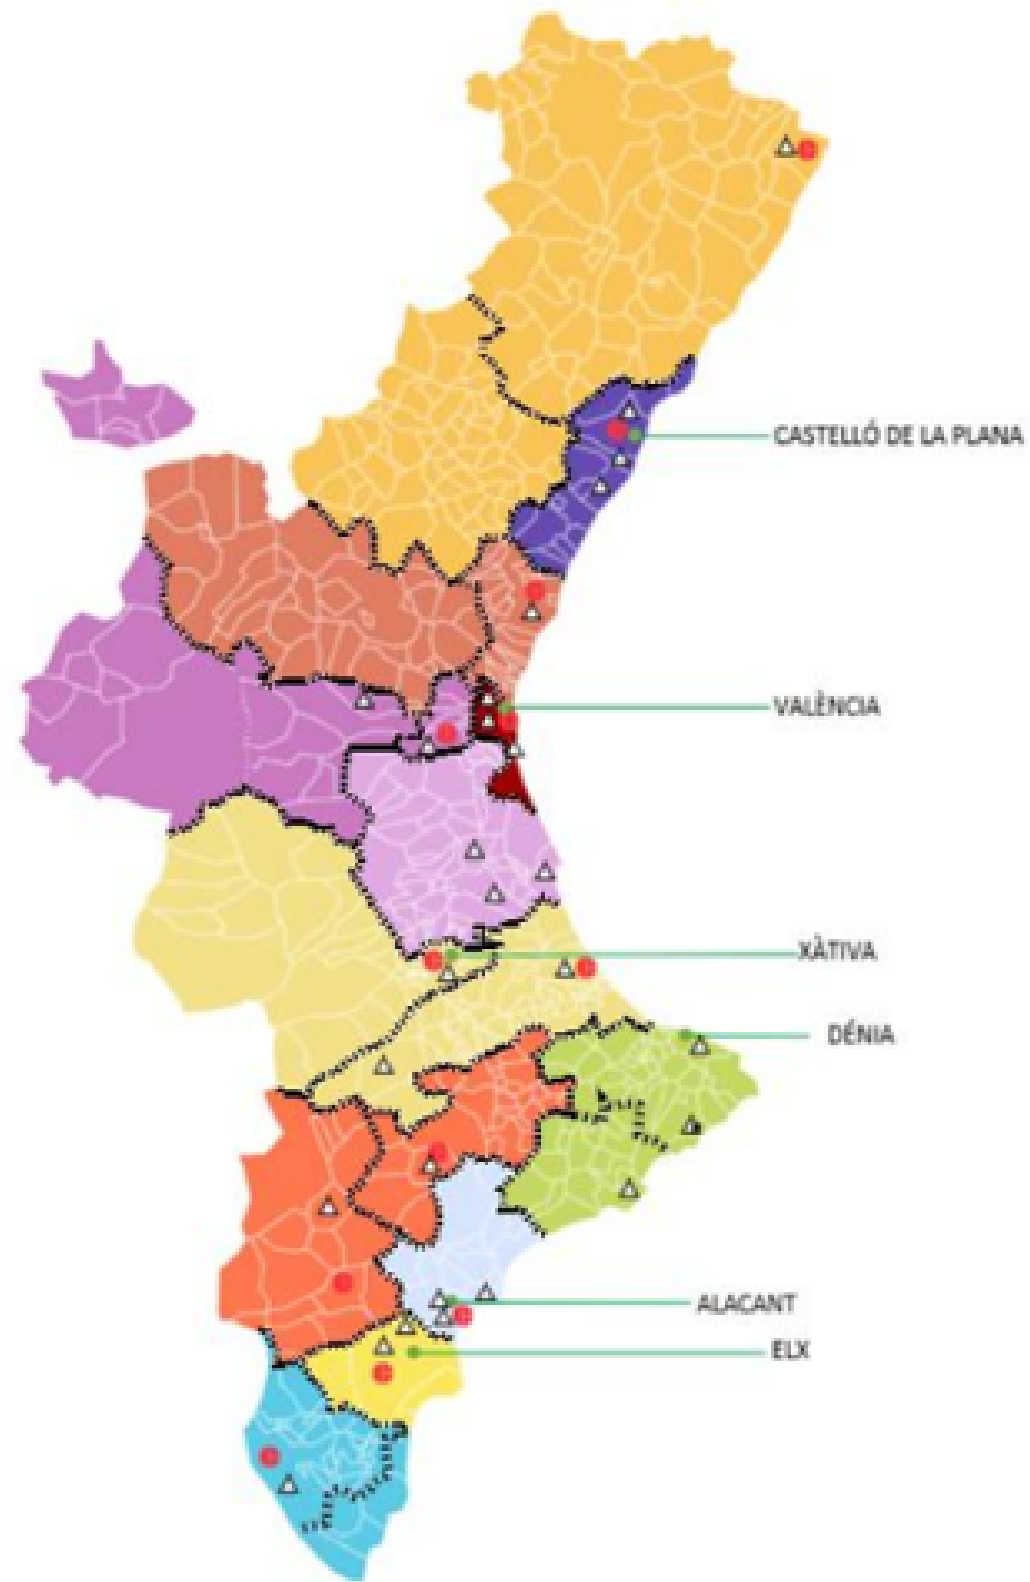 CASTELLÓ DE LA PLANA
VALÈNCIA
XÀTIVA
DÉNIA
ALACANT
ELX